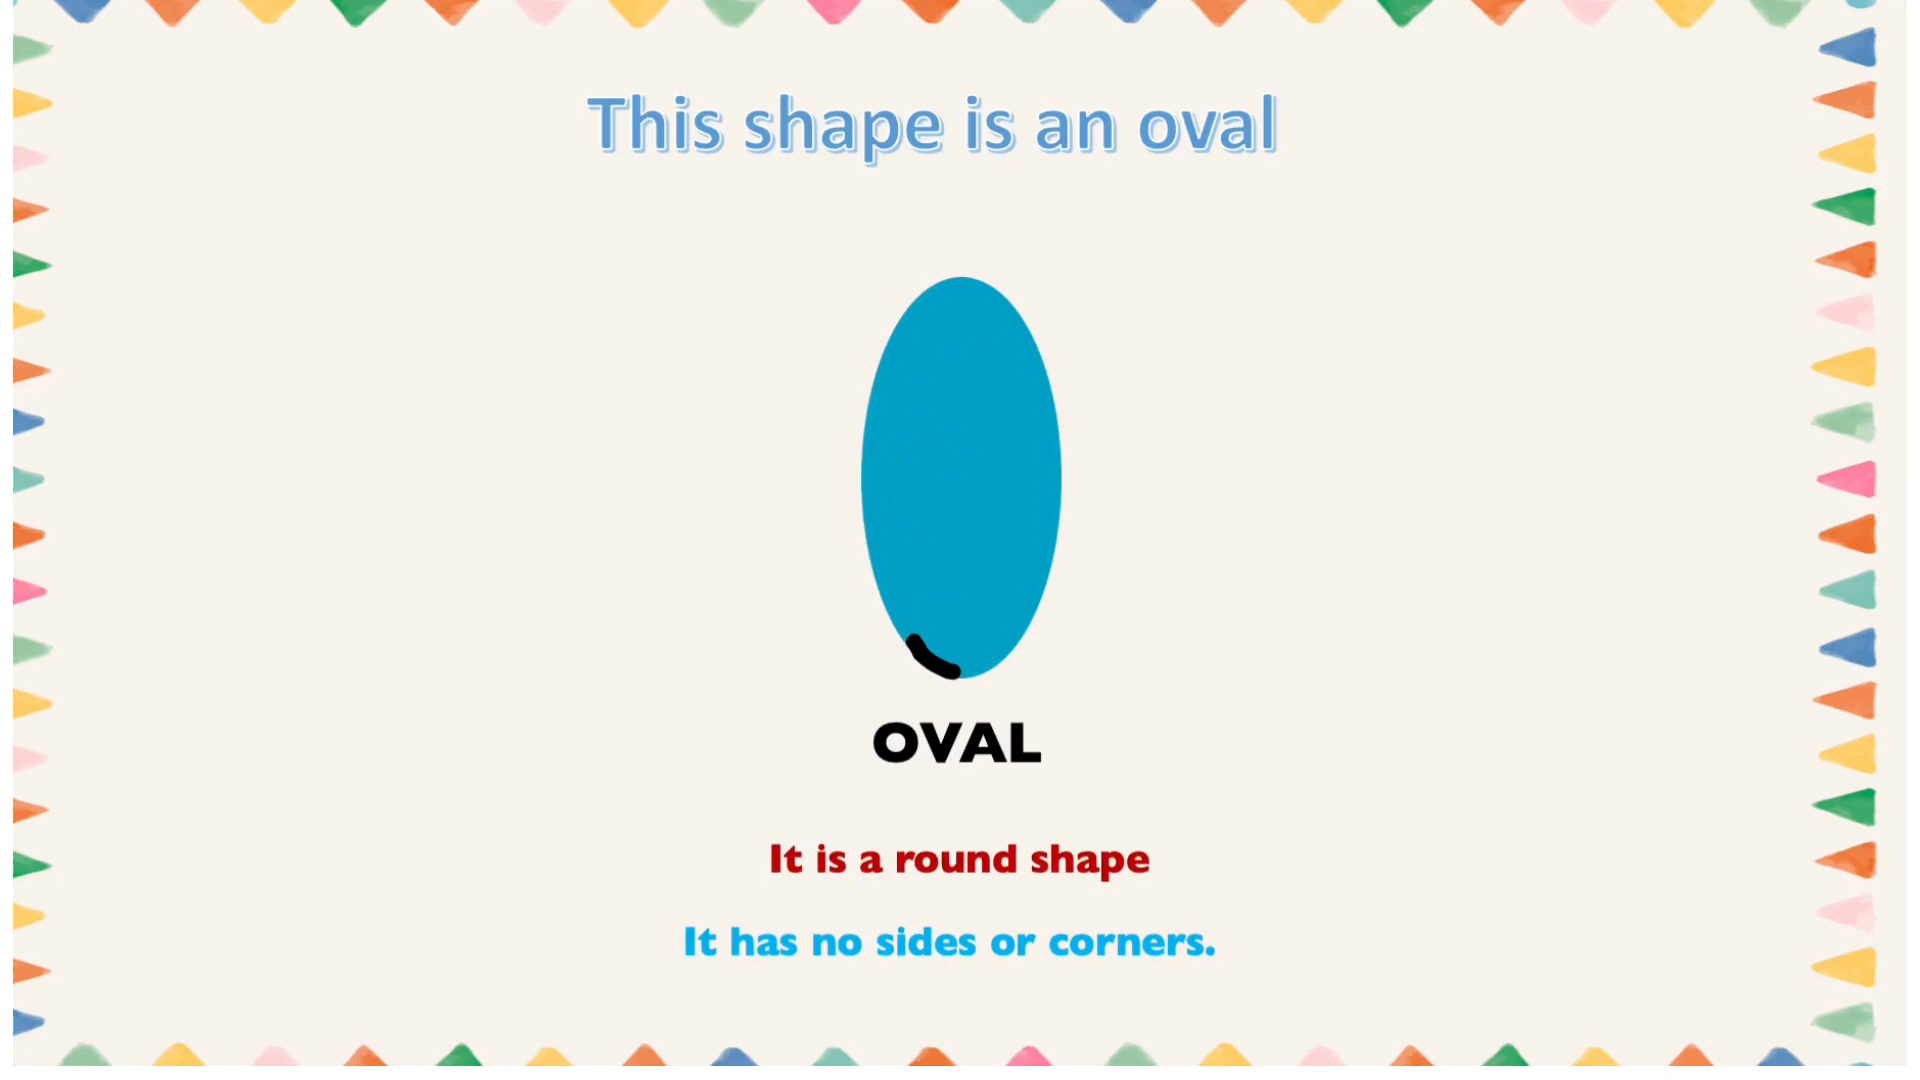 This shape is an oval
OVAL
It is a round shape
It has no sides or corners.